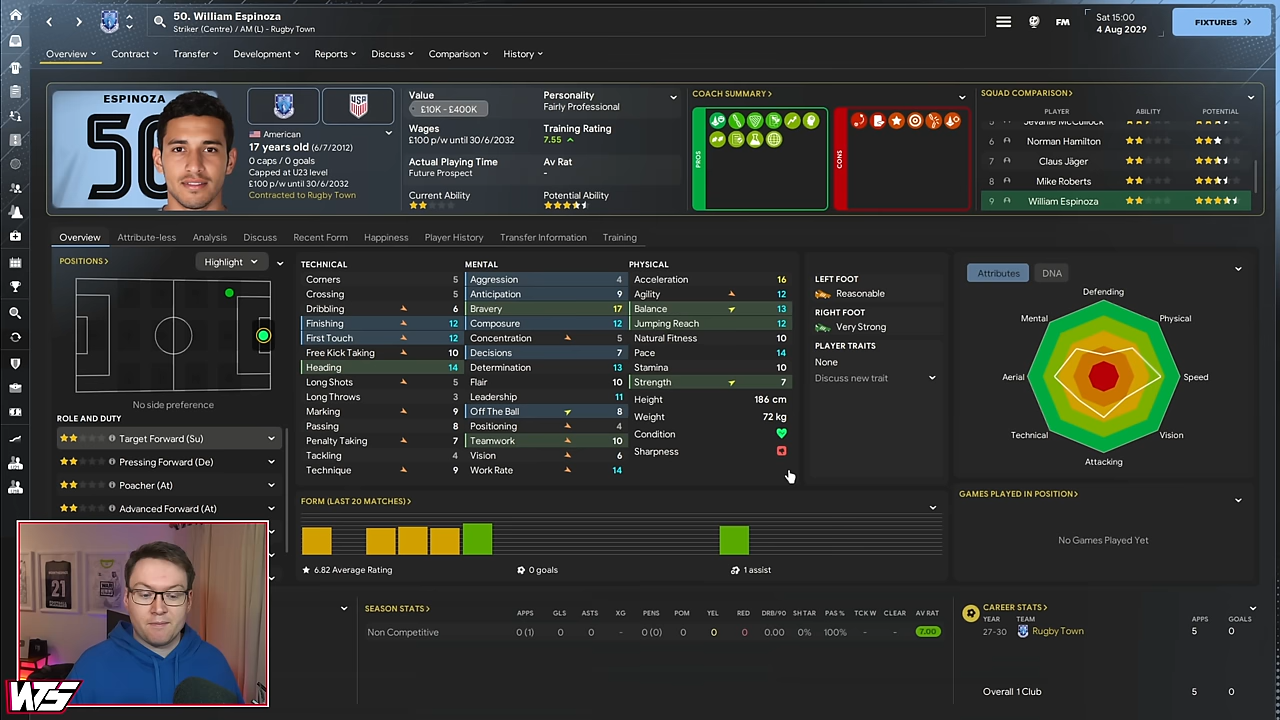 50. William Espinoza
Striker (Centre) / AM (L) - Rugby Town
FM
Sat 15:00
4 Aug 2029
FIXTURES
Overview
Contract
Transfer
Development
Reports
Discuss
Comparison
History
ESPINOZA
50
American
17 years old (6/7/2012)
0 caps / 0 goals
Capped at U23 level
£100 p/w until 30/6/2032
Contracted to Rugby Town
Value
£10K - £400K
Wages
£100 p/w until 30/6/2032
Actual Playing Time
Future Prospect
Current Ability
Personality
Fairly Professional
Training Rating
7.55
Av Rat
-
Potential Ability
COACH SUMMARY >
PROS
CONS
SQUAD COMPARISON >
PLAYER ABILITY POTENTIAL
5 Jevanie McCullock
6 Norman Hamilton
7 Claus Jäger
8 Mike Roberts
9 William Espinoza
Overview
Attribute-less
Analysis
Discuss
Recent Form
Happiness
Player History
Transfer Information
Training
POSITIONS >
Highlight
No side preference
ROLE AND DUTY
Target Forward (Su)
Pressing Forward (De)
Poacher (At)
Advanced Forward (At)
TECHNICAL
Corners 5
Crossing 5
Dribbling 6
Finishing 12
First Touch 12
Free Kick Taking 10
Heading 14
Long Shots 5
Long Throws 3
Marking 9
Passing 8
Penalty Taking 7
Tackling 4
Technique 9
MENTAL
Aggression 4
Anticipation 9
Bravery 17
Composure 12
Concentration 5
Decisions 7
Determination 13
Flair 10
Leadership 11
Off The Ball 8
Positioning 4
Teamwork 10
Vision 6
Work Rate 14
PHYSICAL
Acceleration 16
Agility 12
Balance 13
Jumping Reach 12
Natural Fitness 10
Pace 14
Stamina 10
Strength 7
Height 186 cm
Weight 72 kg
Condition
Sharpness
LEFT FOOT
Reasonable
RIGHT FOOT
Very Strong
PLAYER TRAITS
None
Discuss new trait
Attributes
DNA
Defending
Physical
Speed
Vision
Attacking
Technical
Aerial
Mental
FORM (LAST 20 MATCHES) >
6.82 Average Rating
0 goals
1 assist
GAMES PLAYED IN POSITION >
No Games Played Yet
SEASON STATS >
APPS GLS ASTS XG PENS POM YEL RED DRB/90 SH TAR PAS % TCK W CLEAR AV RAT
Non Competitive 0 (1) 0 0 - 0 (0) 0 0 0 0.00 0% 100% - - 7.00
CAREER STATS >
YEAR TEAM APPS GOALS
27-30 Rugby Town 5 0
Overall 1 Club 5 0
21
WTS